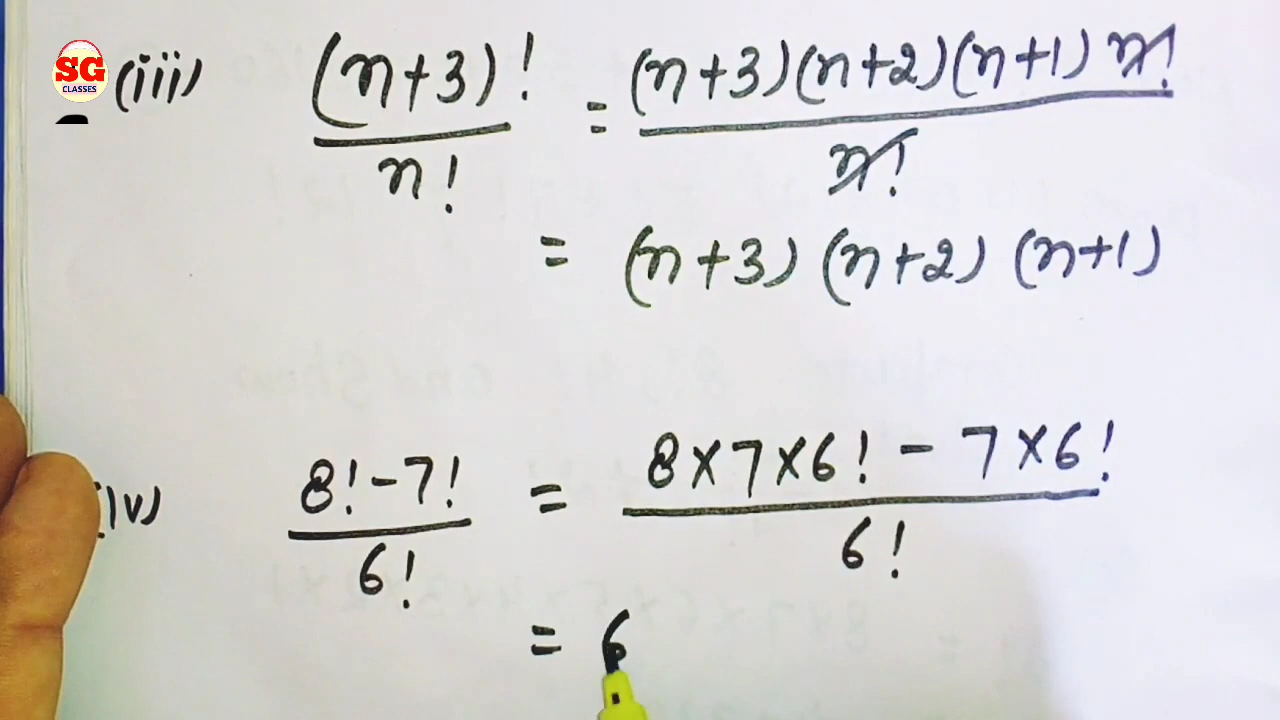 SG
CLASSES
(iii) (n+3)! / n! = (n+3)(n+2)(n+1) n! / n!
= (n+3) (n+2) (n+1)
iv) 8! - 7! / 6! = 8×7×6! - 7×6! / 6!
= 6